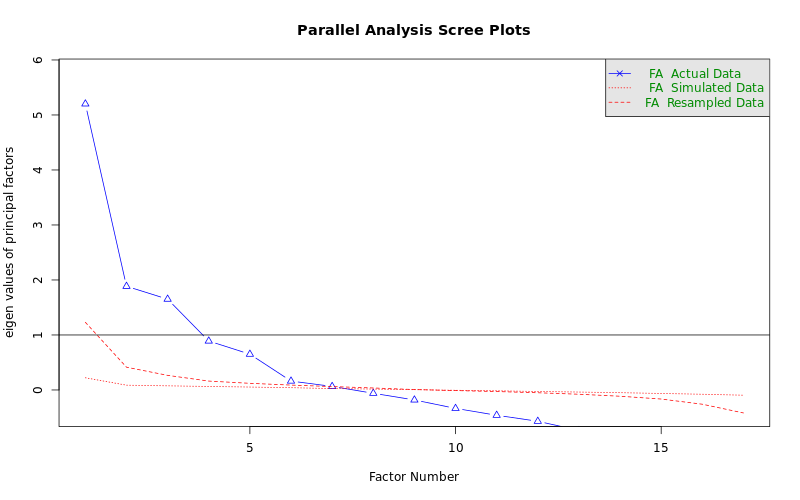 Parallel Analysis Scree Plots
eigen values of principal factors
6
5
4
3
2
1
0
FA Actual Data
FA Simulated Data
FA Resampled Data
5
10
15
Factor Number